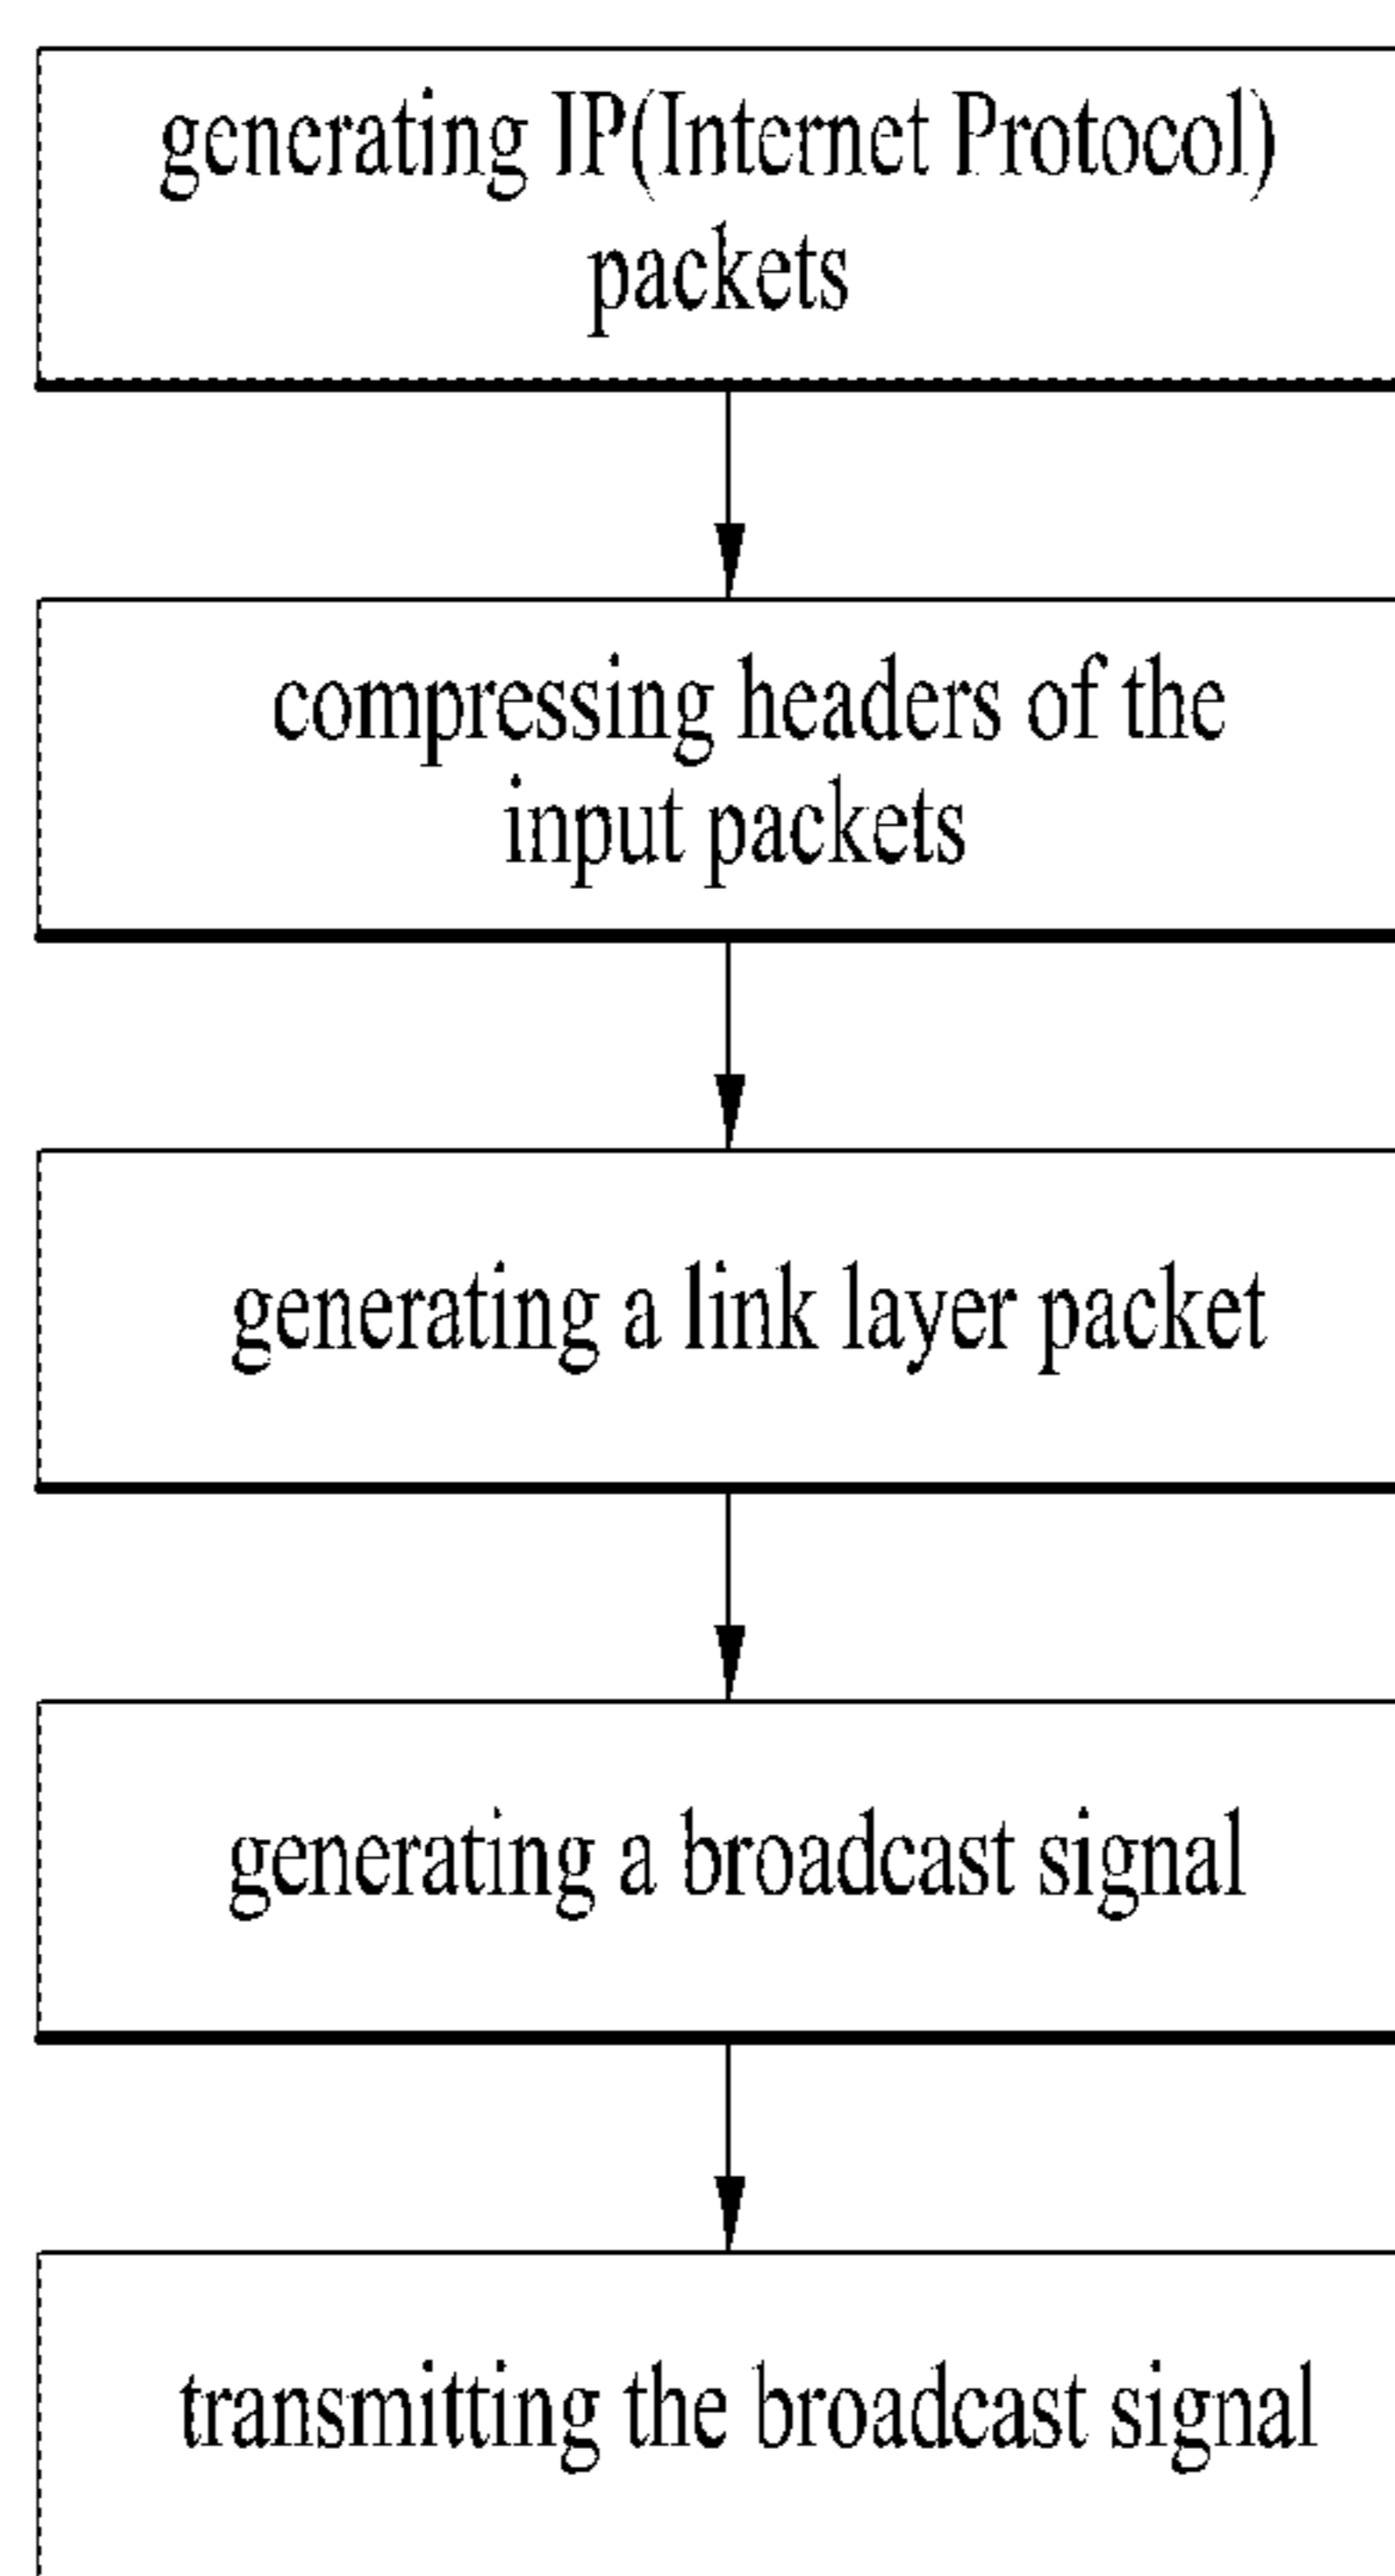 generating IP(Internet Protocol)
packets
compressing headers of the
input packets
generating a link layer packet
generating a broadcast signal
transmitting the broadcast signal